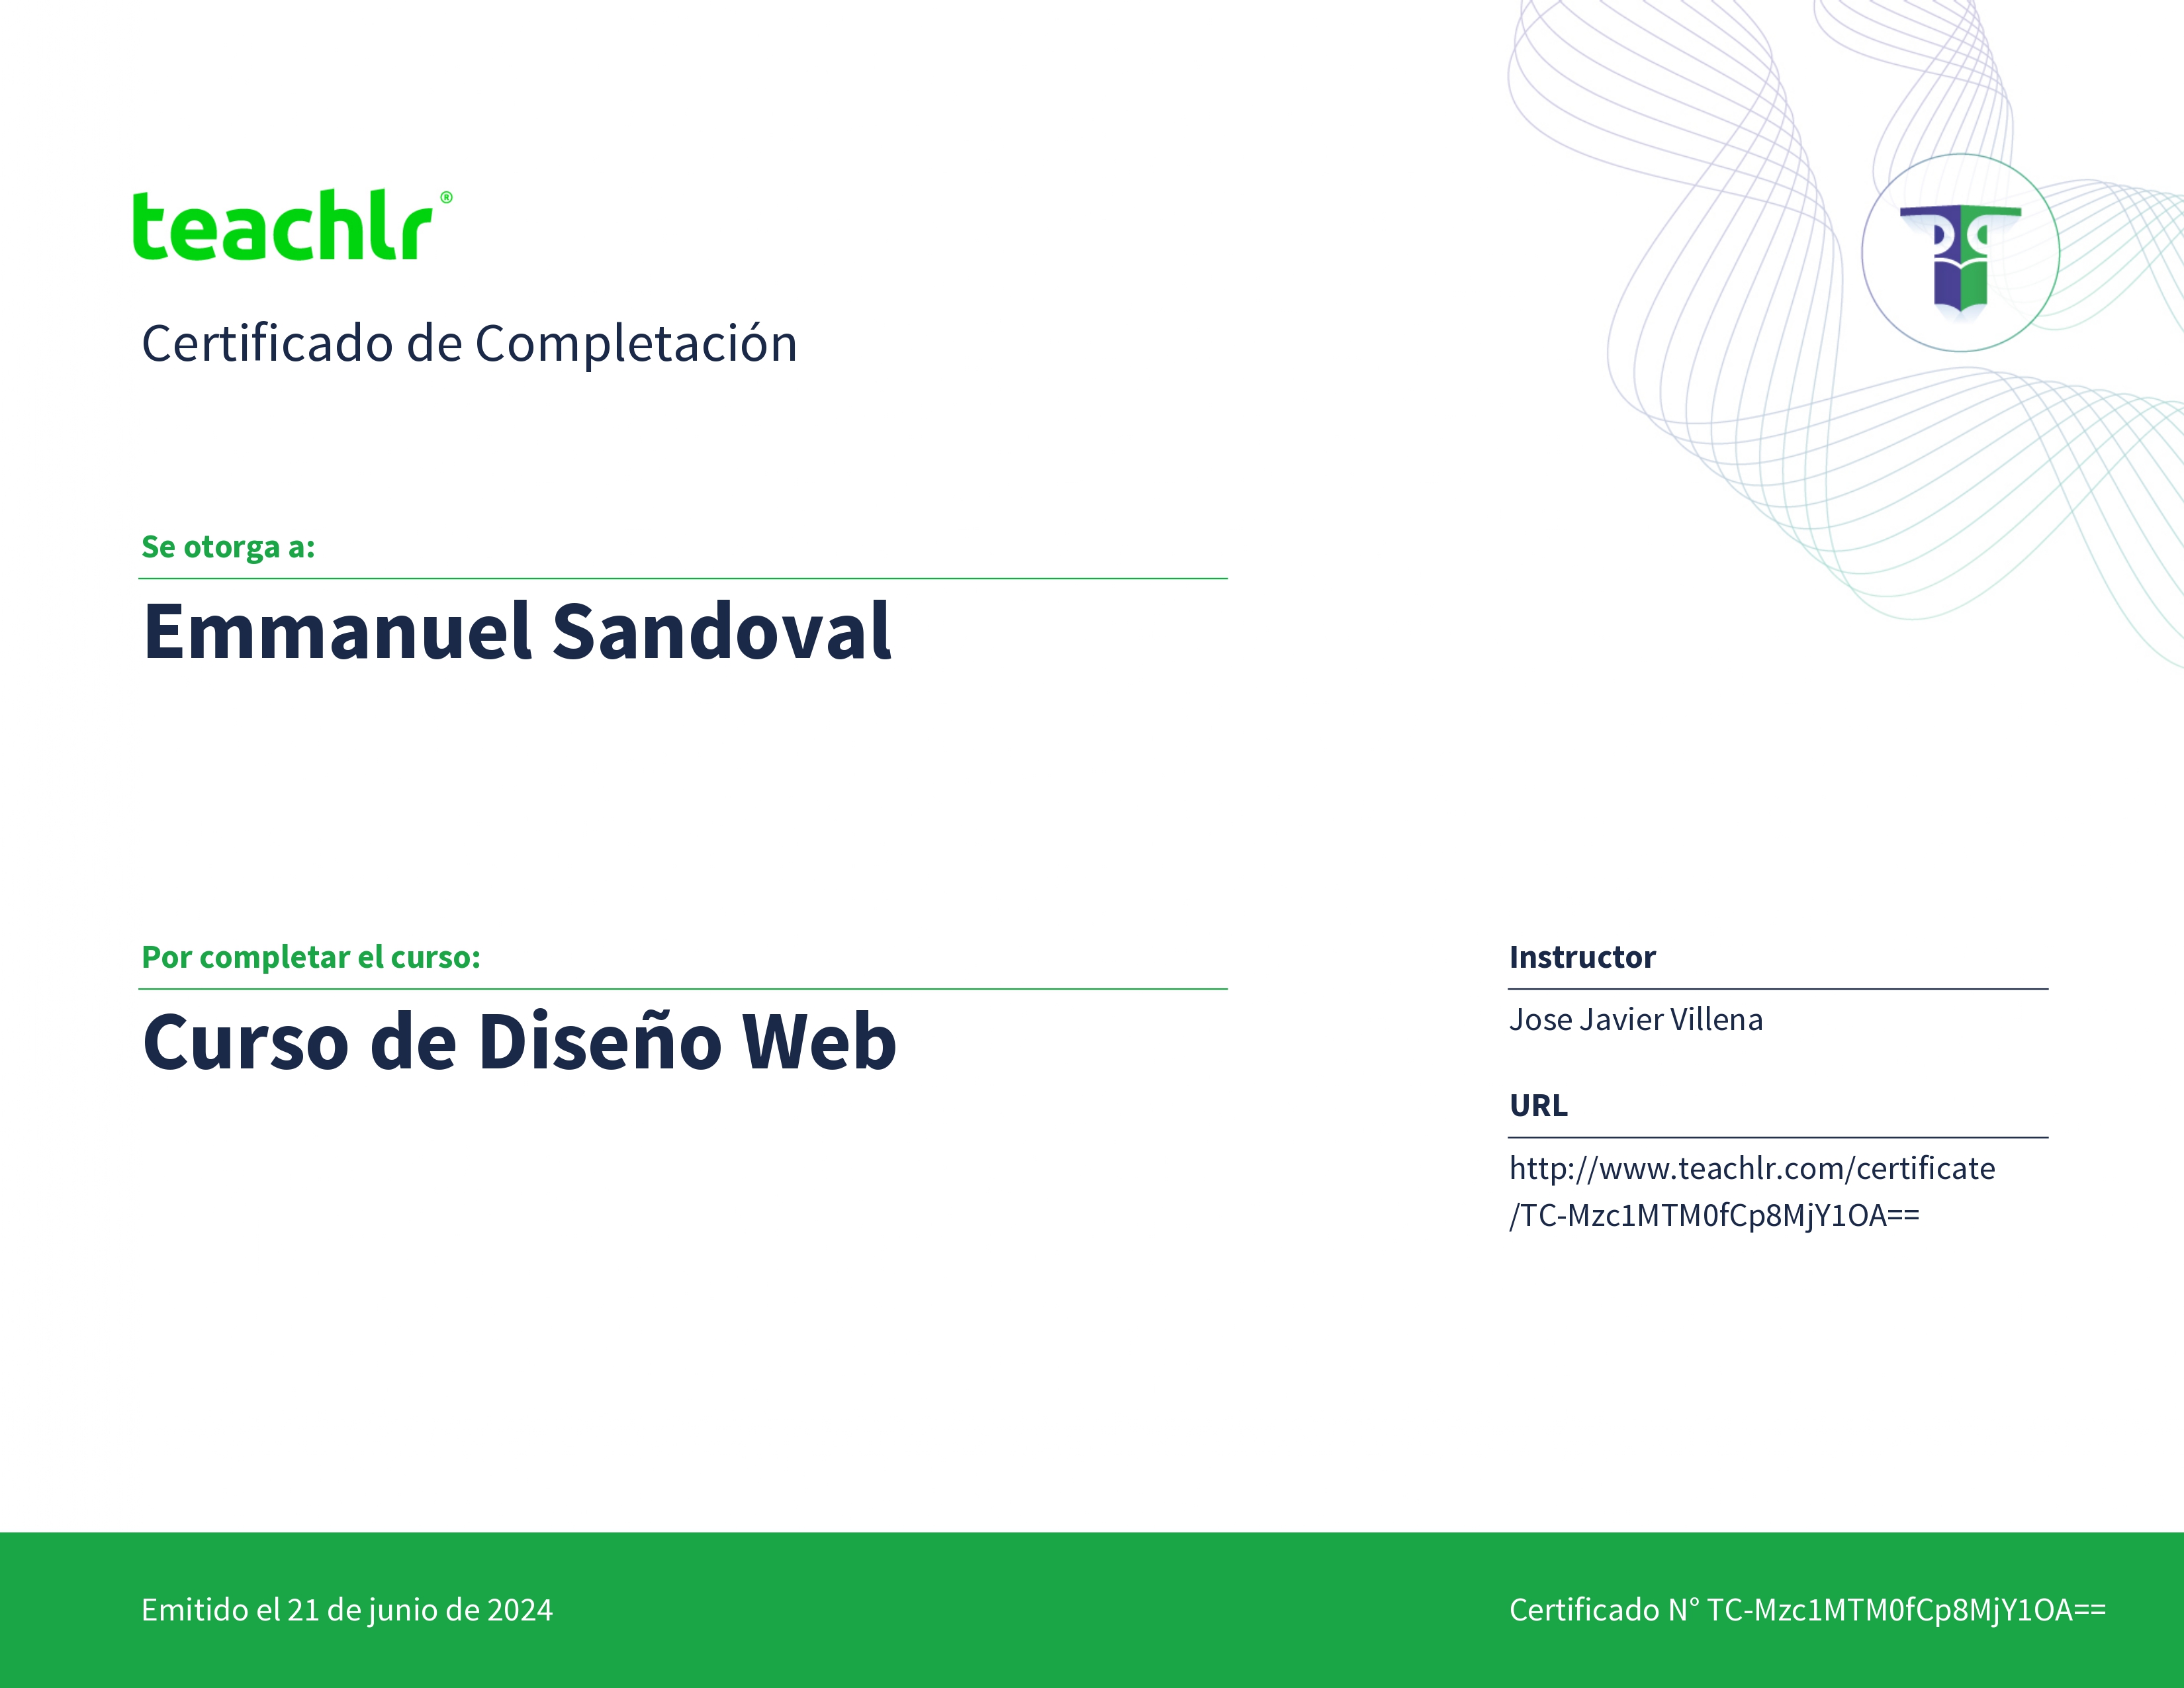 teachlr®
Certificado de Completación
Se otorga a:
Emmanuel Sandoval
Por completar el curso:
Curso de Diseño Web
Instructor
Jose Javier Villena
URL
http://www.teachlr.com/certificate
/TC-Mzc1MTM0fCp8MjY1OA==
Emitido el 21 de junio de 2024
Certificado N° TC-Mzc1MTM0fCp8MjY1OA==